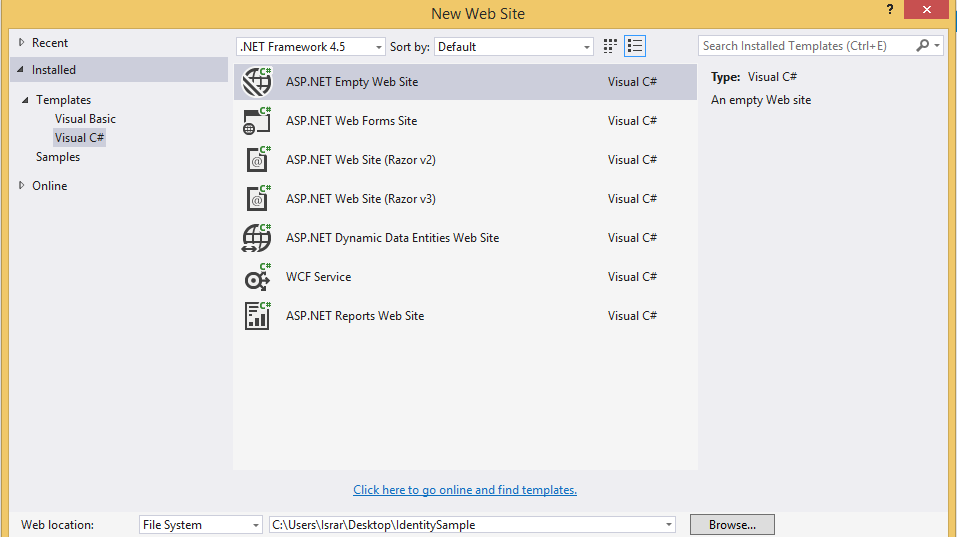 New Web Site
?
Recent
Installed
Templates
Visual Basic
Visual C#
Samples
Online
.NET Framework 4.5 Sort by: Default
C# ASP.NET Empty Web Site Visual C#
C# ASP.NET Web Forms Site Visual C#
C# @ ASP.NET Web Site (Razor v2) Visual C#
C# @ ASP.NET Web Site (Razor v3) Visual C#
C# ASP.NET Dynamic Data Entities Web Site Visual C#
C# WCF Service Visual C#
C# ASP.NET Reports Web Site Visual C#
Click here to go online and find templates.
Search Installed Templates (Ctrl+E)
Type: Visual C#
An empty Web site
Web location: File System C:\Users\Israr\Desktop\IdentitySample Browse...